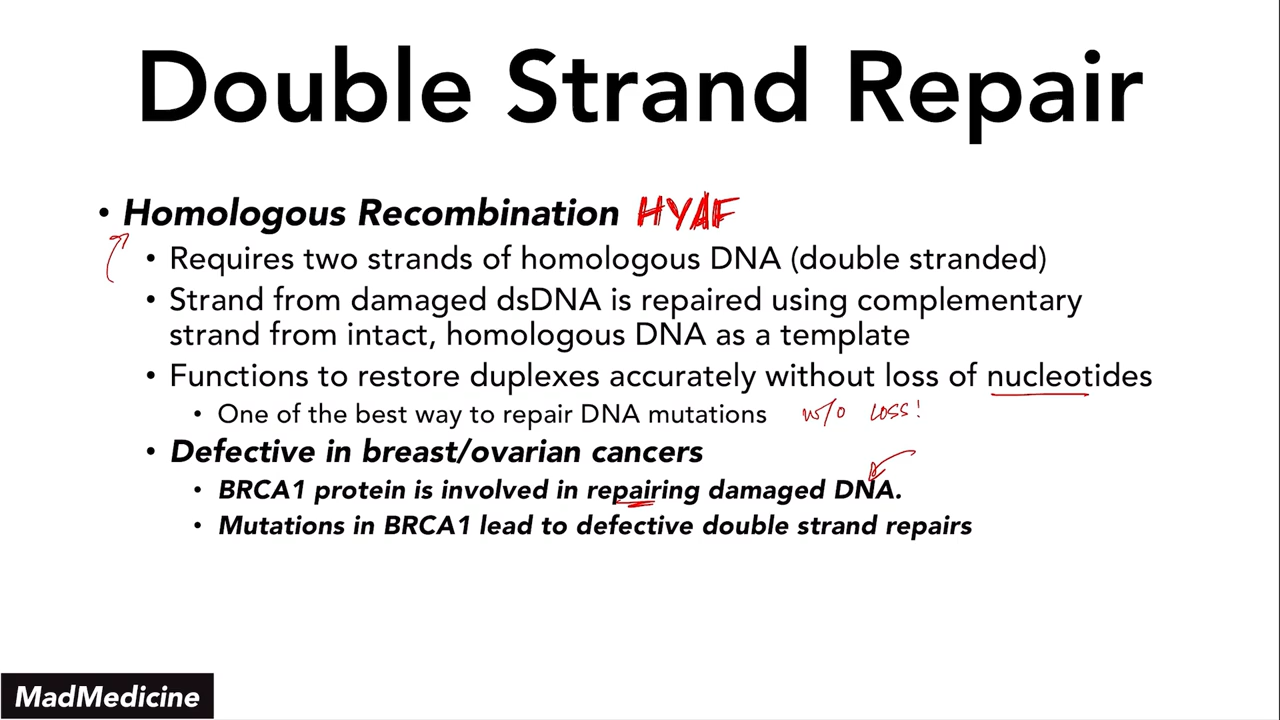 Double Strand Repair
• Homologous Recombination HYAF
• Requires two strands of homologous DNA (double stranded)
• Strand from damaged dsDNA is repaired using complementary
strand from intact, homologous DNA as a template
• Functions to restore duplexes accurately without loss of nucleotides
• One of the best way to repair DNA mutations w/o LOSS!
• Defective in breast/ovarian cancers
• BRCA1 protein is involved in repairing damaged DNA.
• Mutations in BRCA1 lead to defective double strand repairs
MadMedicine